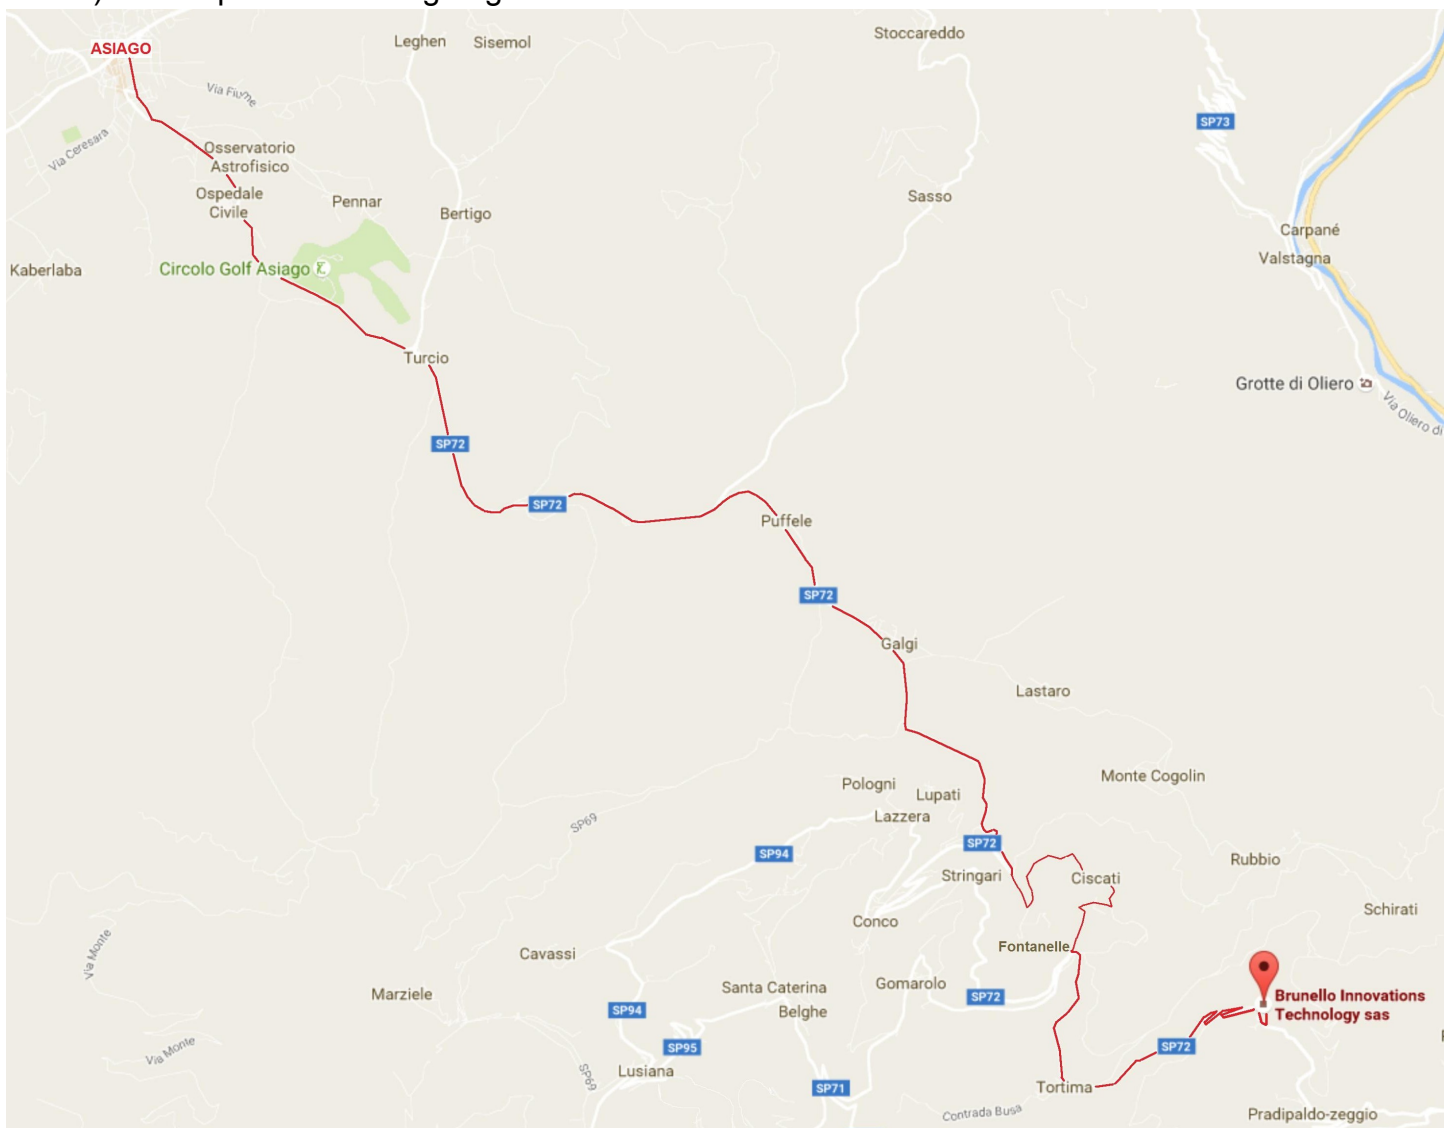 ASIAGO
Leghen
Sisemol
Stoccareddo
Via Fiume
SP73
Via Ceresara
Osservatorio
Astrofisico
Ospedale
Civile
Pennar
Bertigo
Sasso
Carpané
Valstagna
Kaberlaba
Circolo Golf Asiago
Turcio
Grotte di Oliero
Via Oliero di
SP72
SP72
Puffele
SP72
Galgi
Lastaro
Monte Cogolin
Pologni
Lupati
Lazzera
SP69
SP72
SP94
Rubbio
Stringari
Ciscati
Schirati
Conco
Via Monte
Cavassi
Fontanelle
Gomarolo
Santa Caterina
Belghe
Marziele
SP72
Brunello Innovations
Technology sas
SP94
Via Monte
SP95
SP72
Lusiana
SP69
SP71
Tortima
Contrada Busa
Pradipaldo-zeggio